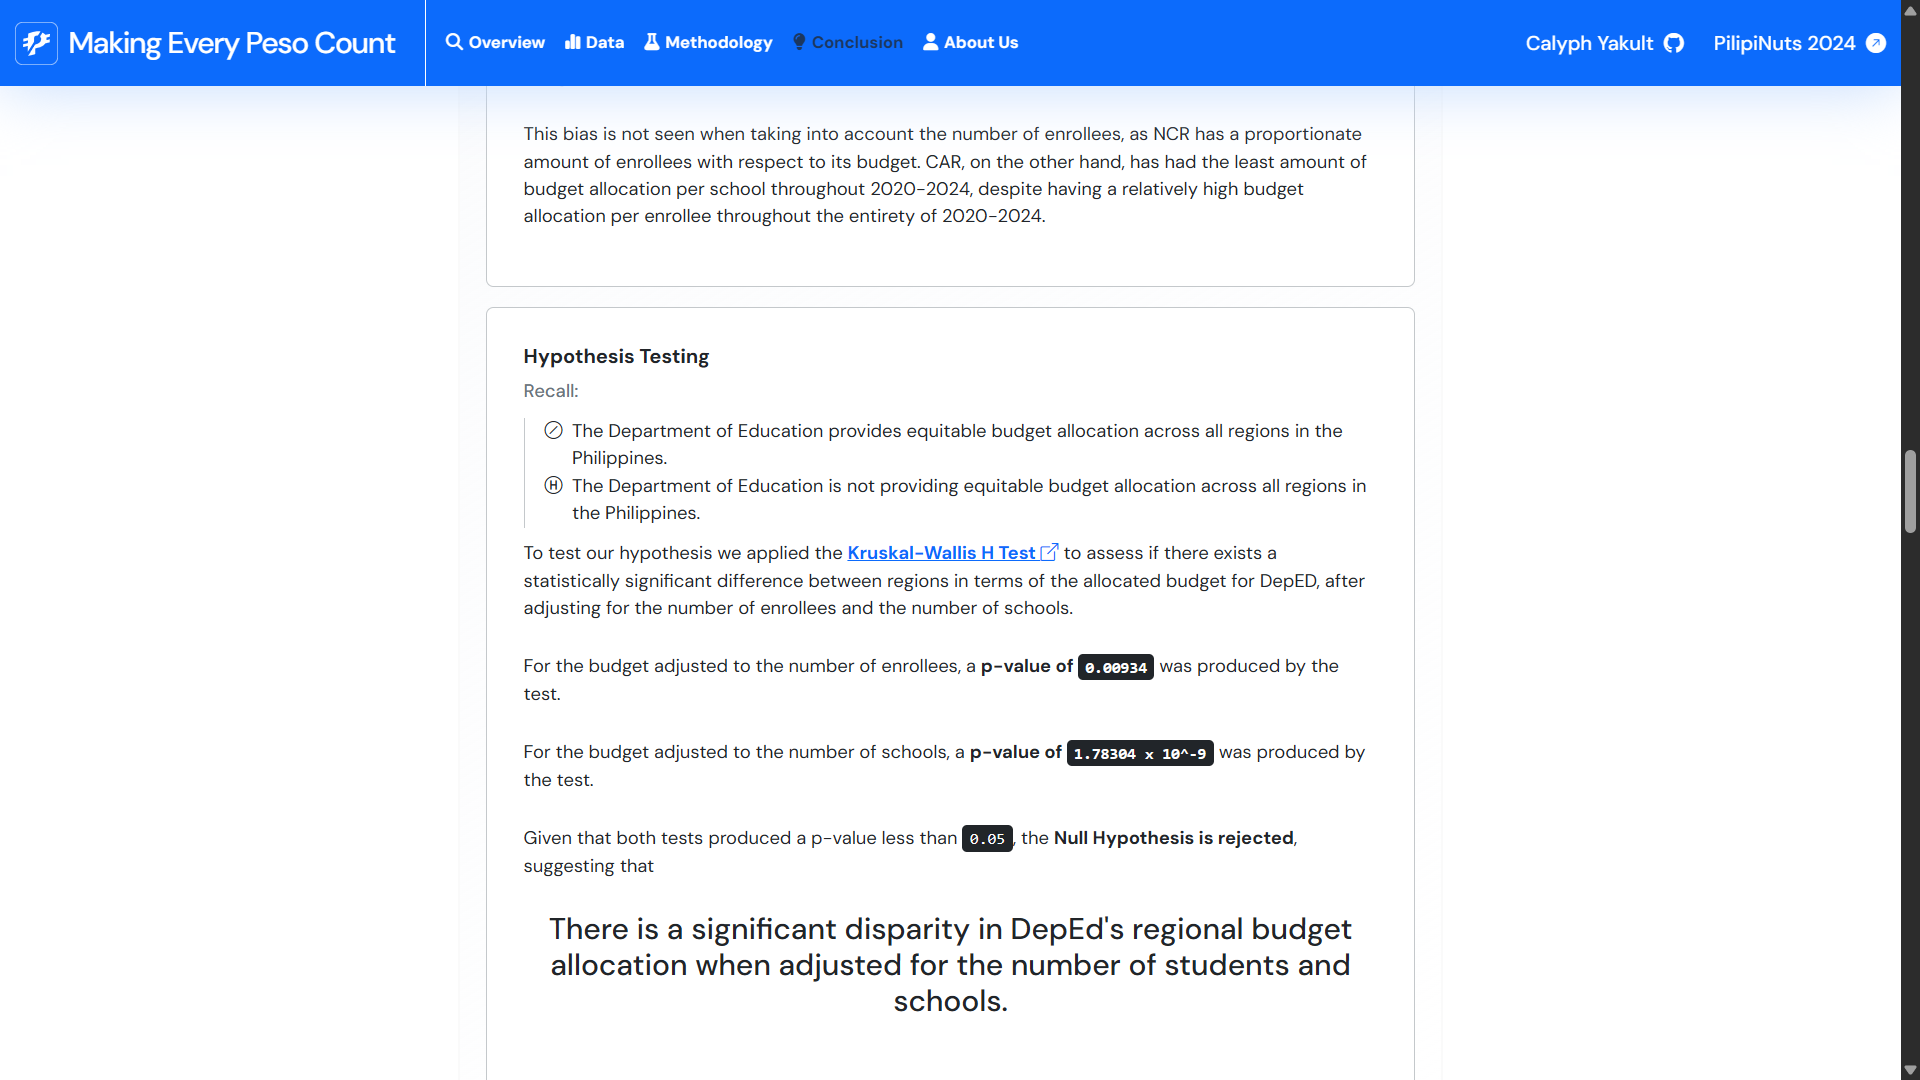 Making Every Peso Count
Overview
Data
Methodology
Conclusion
About Us
Calyph Yakult
PilipiNuts 2024
This bias is not seen when taking into account the number of enrollees, as NCR has a proportionate
amount of enrollees with respect to its budget. CAR, on the other hand, has had the least amount of
budget allocation per school throughout 2020-2024, despite having a relatively high budget
allocation per enrollee throughout the entirety of 2020-2024.
Hypothesis Testing
Recall:
The Department of Education provides equitable budget allocation across all regions in the
Philippines.
H The Department of Education is not providing equitable budget allocation across all regions in
the Philippines.
To test our hypothesis we applied the Kruskal-Wallis H Test to assess if there exists a
statistically significant difference between regions in terms of the allocated budget for DepED, after
adjusting for the number of enrollees and the number of schools.
For the budget adjusted to the number of enrollees, a p-value of 0.00934 was produced by the
test.
For the budget adjusted to the number of schools, a p-value of 1.78304 x 10^-9 was produced by
the test.
Given that both tests produced a p-value less than 0.05, the Null Hypothesis is rejected,
suggesting that
There is a significant disparity in DepEd's regional budget
allocation when adjusted for the number of students and
schools.